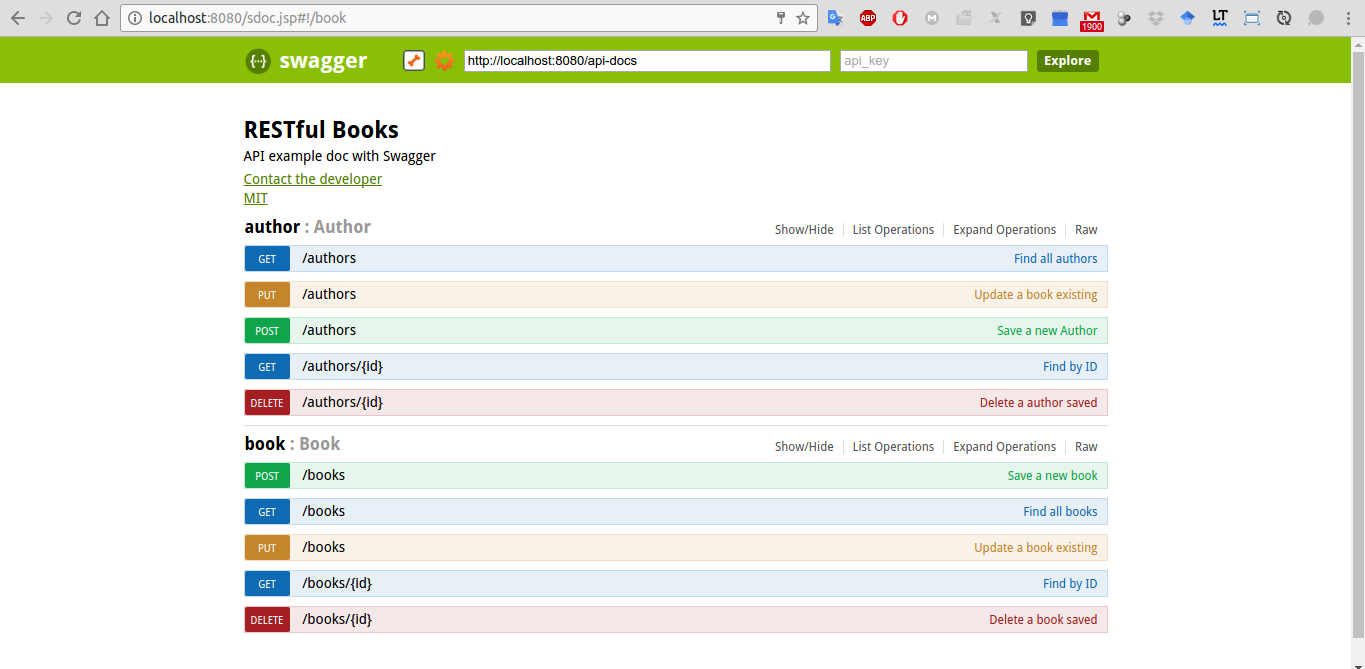 localhost:8080/sdoc.jsp#!/book
ABP
M
LT
1900
{··}
swagger
http://localhost:8080/api-docs
api_key
Explore
RESTful Books
API example doc with Swagger
Contact the developer
MIT
author : Author Show/Hide List Operations Expand Operations Raw
GET /authors Find all authors
PUT /authors Update a book existing
POST /authors Save a new Author
GET /authors/{id} Find by ID
DELETE /authors/{id} Delete a author saved
book : Book Show/Hide List Operations Expand Operations Raw
POST /books Save a new book
GET /books Find all books
PUT /books Update a book existing
GET /books/{id} Find by ID
DELETE /books/{id} Delete a book saved